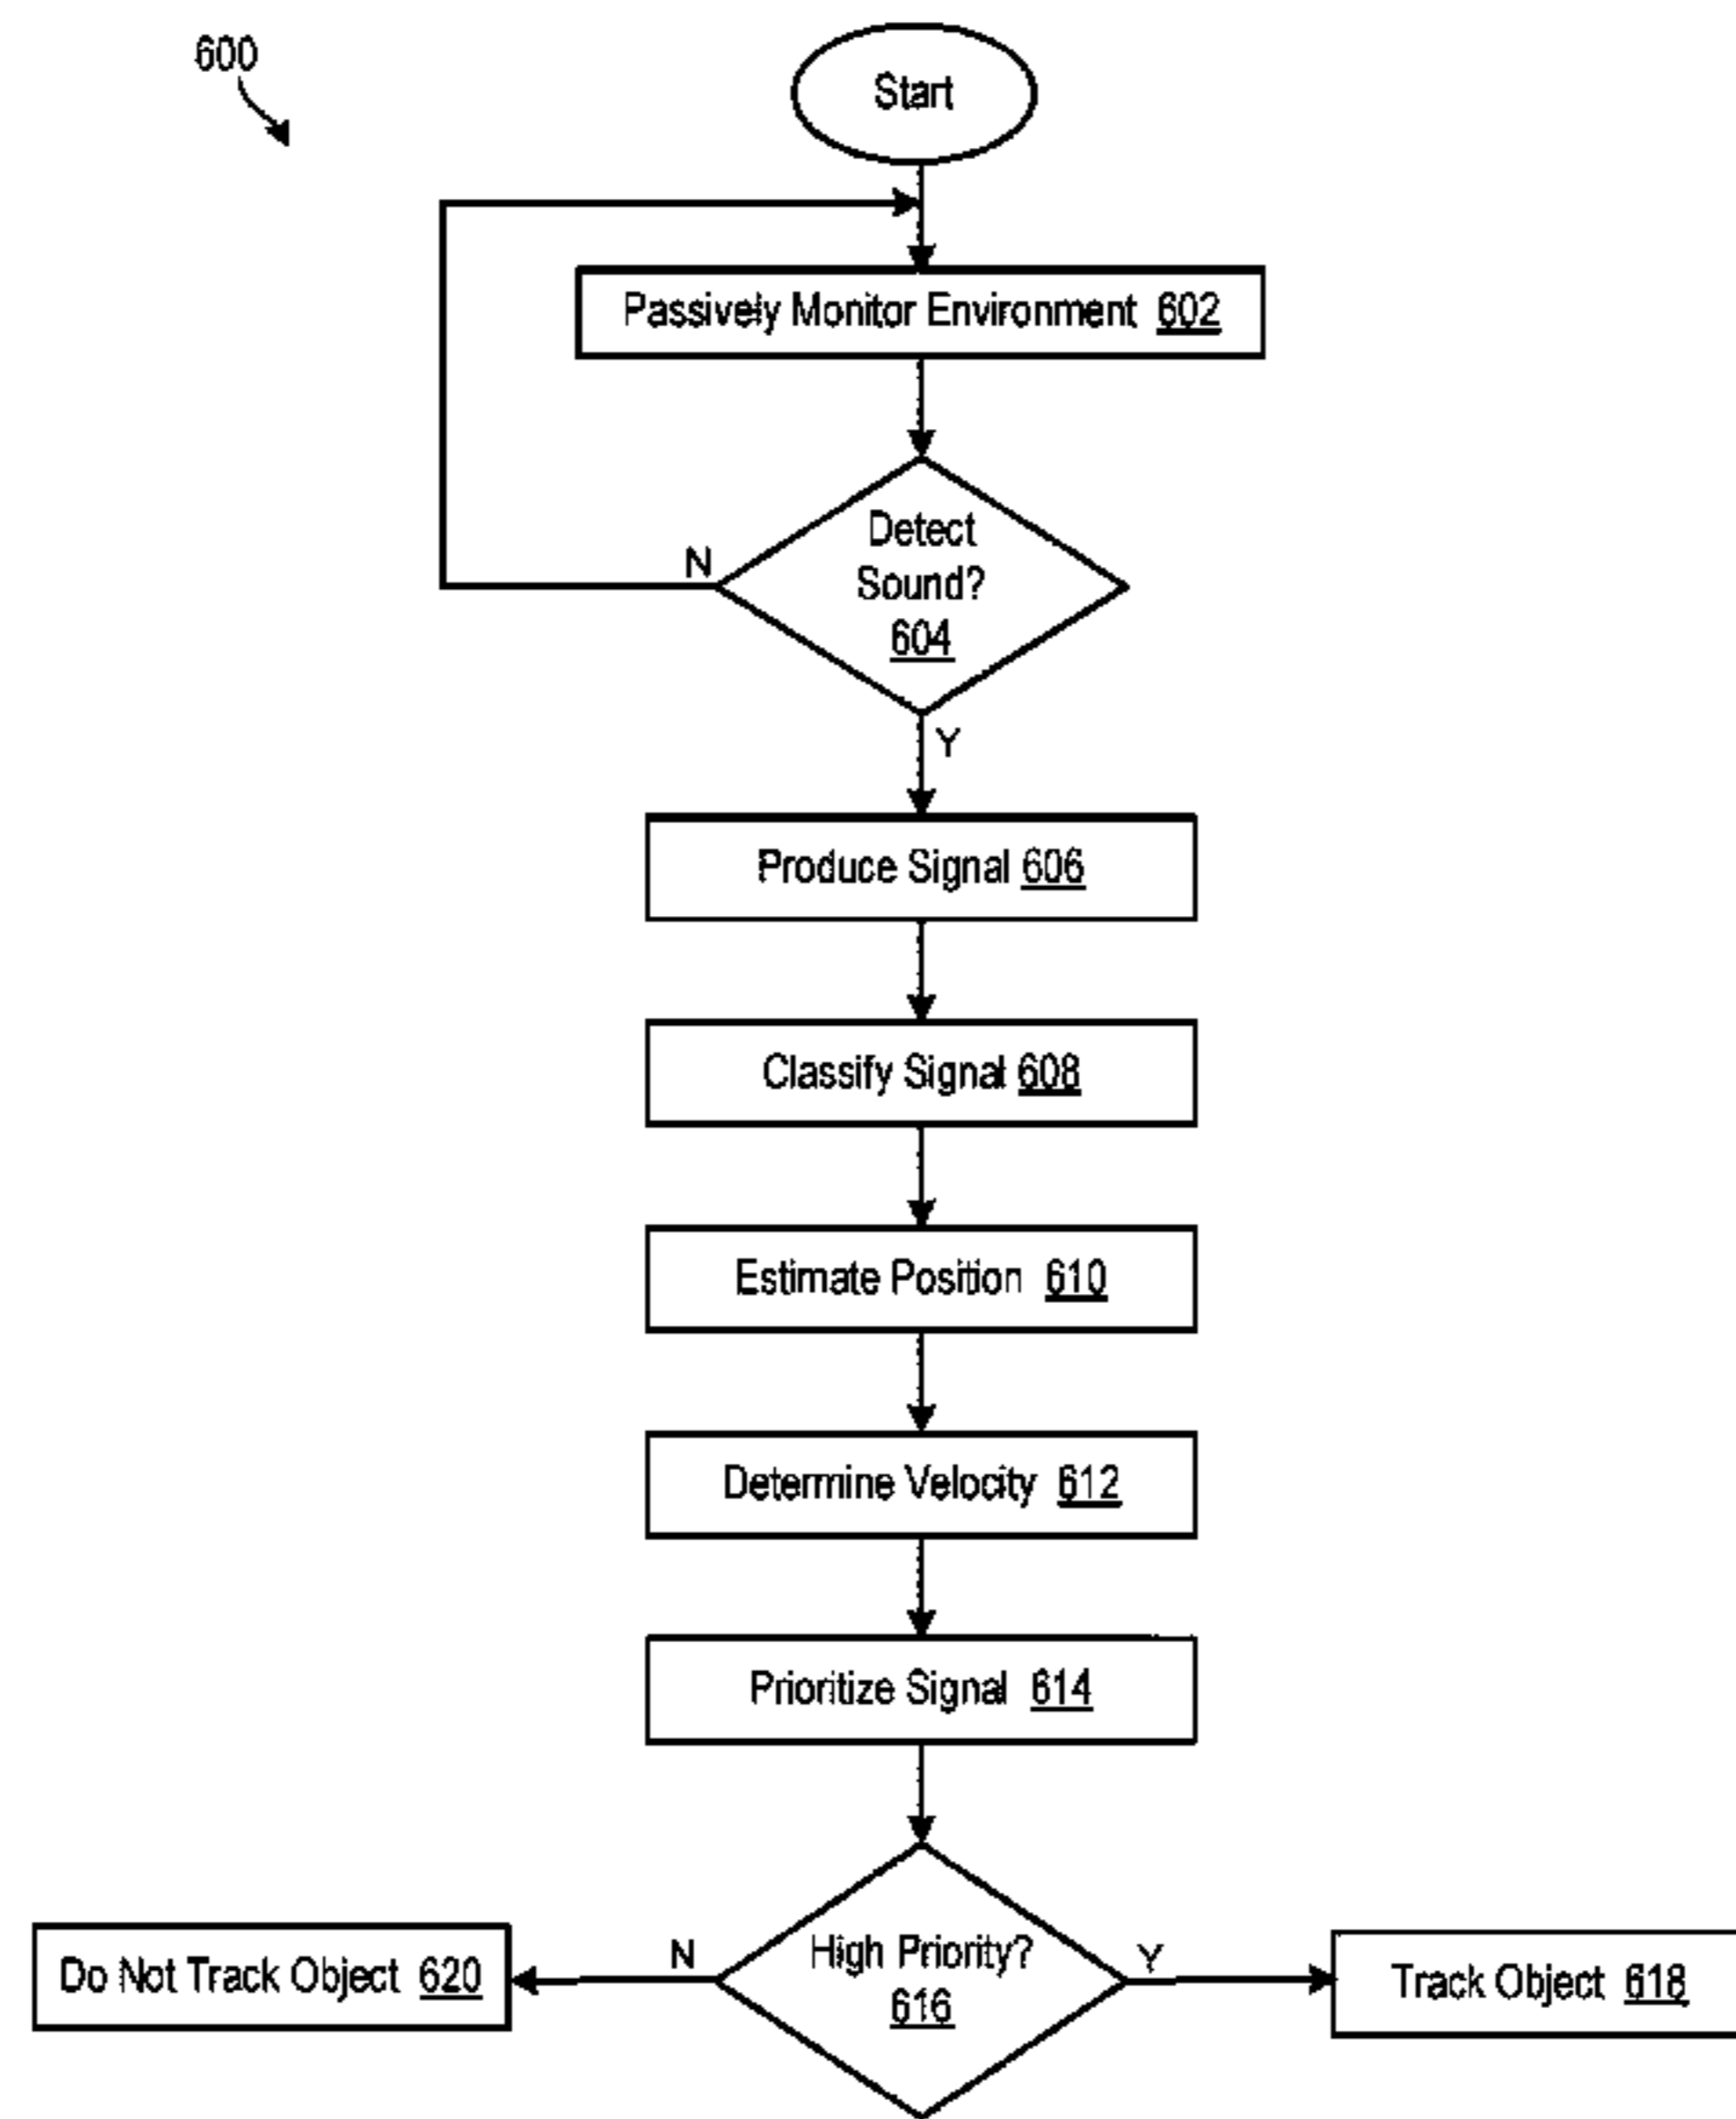 600
Start
Passively Monitor Environment 602
Detect
Sound?
604
N
Y
Produce Signal 606
Classify Signal 608
Estimate Position 610
Determine Velocity 612
Prioritize Signal 614
High Priority?
616
N
Y
Do Not Track Object 620
Track Object 618